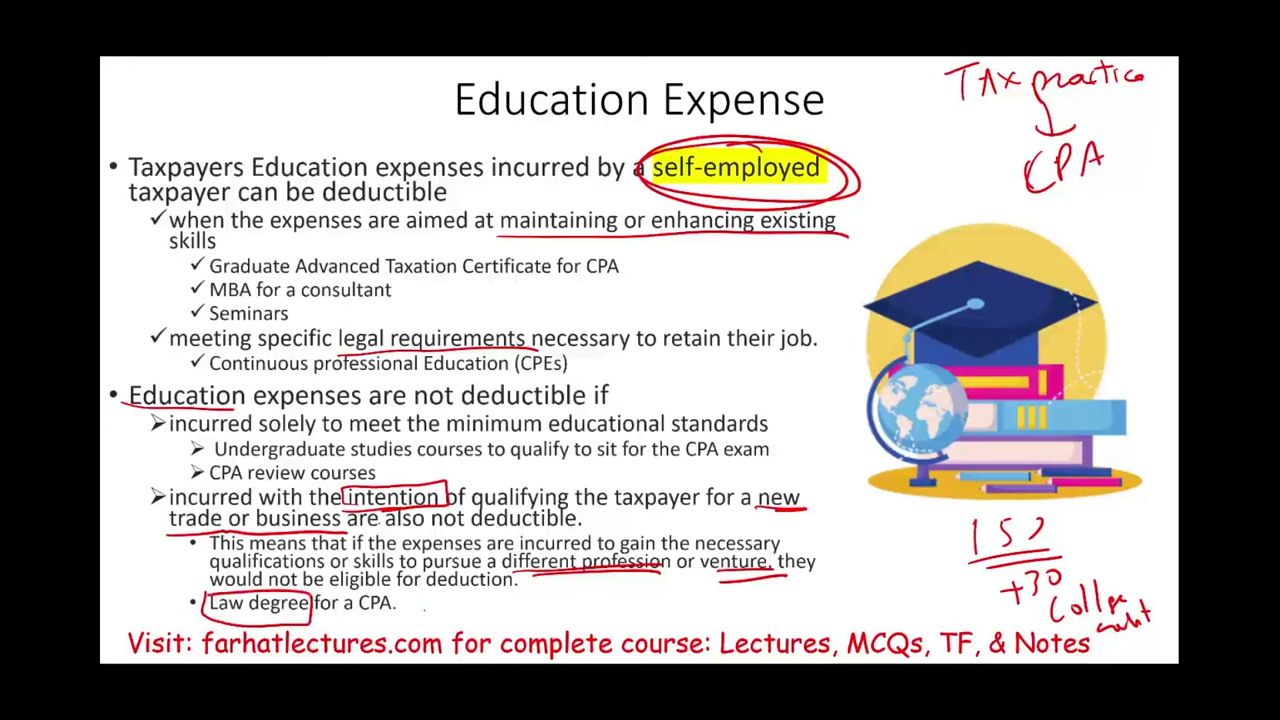 Education Expense
TAX practice
CPA
• Taxpayers Education expenses incurred by a self-employed
taxpayer can be deductible
✓when the expenses are aimed at maintaining or enhancing existing
skills
✓Graduate Advanced Taxation Certificate for CPA
✓MBA for a consultant
✓Seminars
✓meeting specific legal requirements necessary to retain their job.
✓Continuous professional Education (CPEs)
• Education expenses are not deductible if
➢incurred solely to meet the minimum educational standards
➢ Undergraduate studies courses to qualify to sit for the CPA exam
➢CPA review courses
➢incurred with the intention of qualifying the taxpayer for a new
trade or business are also not deductible.
• This means that if the expenses are incurred to gain the necessary
qualifications or skills to pursue a different profession or venture, they
would not be eligible for deduction.
• Law degree for a CPA.
+30
Visit: farhatlectures.com for complete course: Lectures, MCQs, TF, & Notes